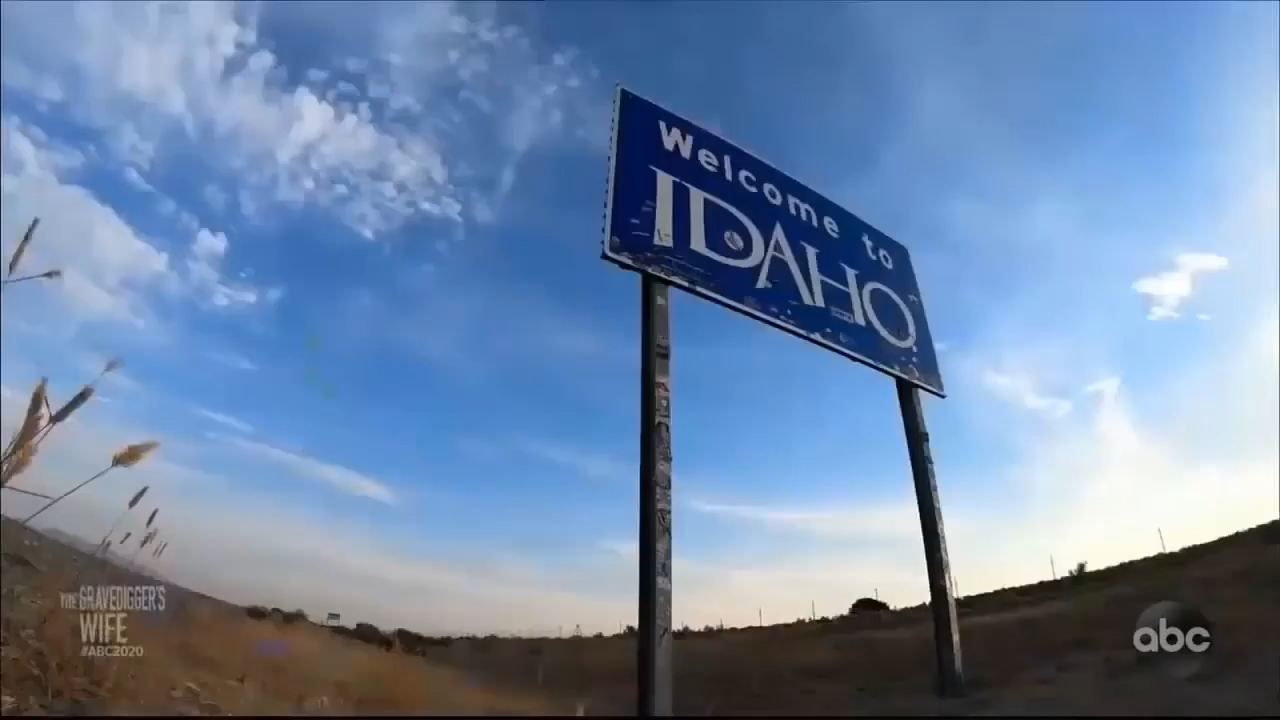 Welcome to
IDAHO
THE GRAVEDIGGER'S
WIFE
#ABC2020
abc